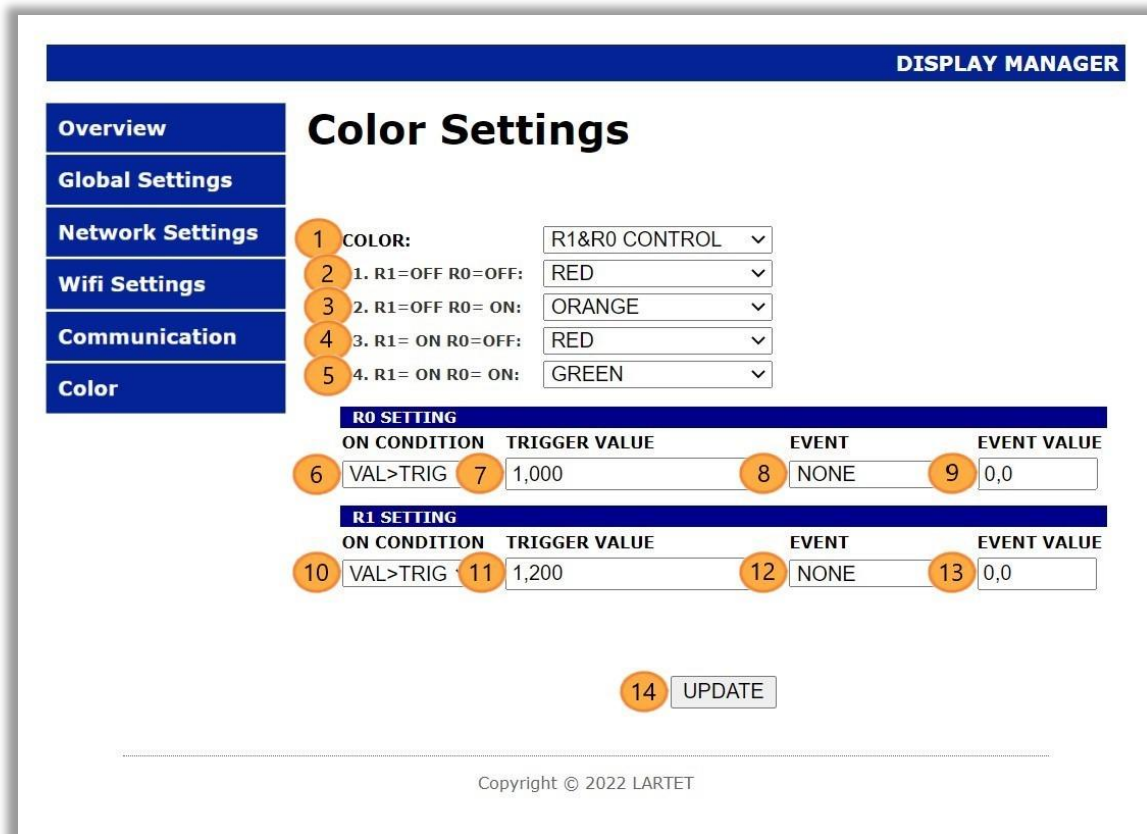 DISPLAY MANAGER
Overview
Global Settings
Network Settings
Wifi Settings
Communication
Color
Color Settings
1 COLOR: R1&R0 CONTROL
2 1. R1=OFF R0=OFF: RED
3 2. R1=OFF R0= ON: ORANGE
4 3. R1= ON R0=OFF: RED
5 4. R1= ON R0= ON: GREEN
R0 SETTING
ON CONDITION TRIGGER VALUE EVENT EVENT VALUE
6 VAL>TRIG 7 1,000 8 NONE 9 0,0
R1 SETTING
ON CONDITION TRIGGER VALUE EVENT EVENT VALUE
10 VAL>TRIG 11 1,200 12 NONE 13 0,0
14 UPDATE
Copyright © 2022 LARTET